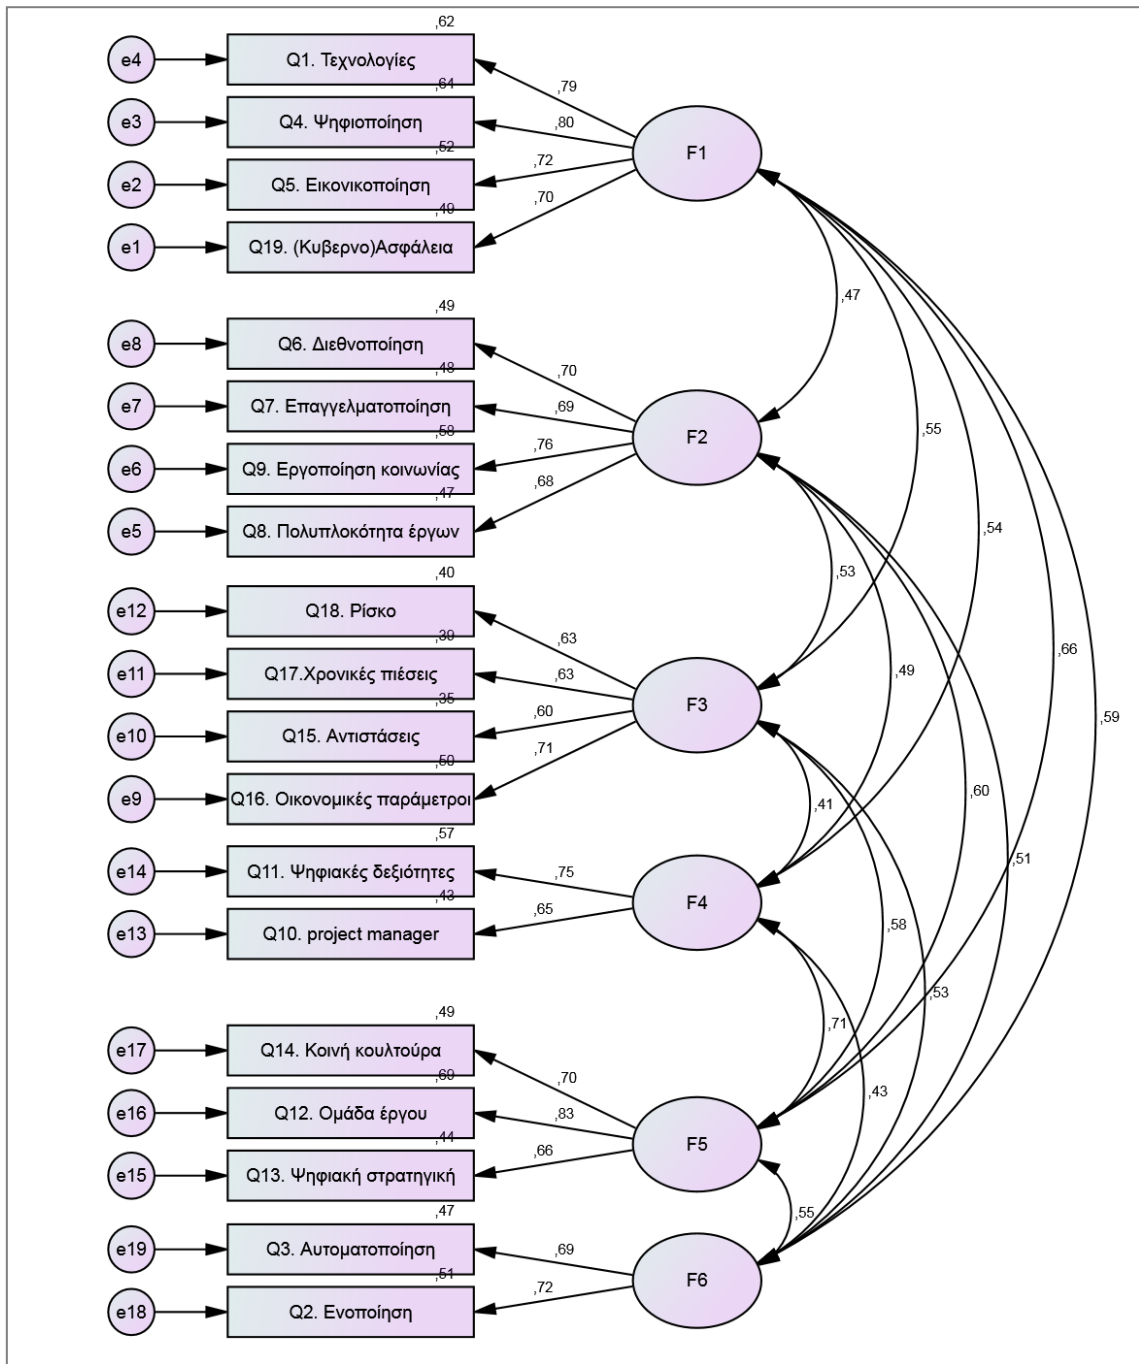 ,62
e4 Q1. Τεχνολογίες ,79
,64
e3 Q4. Ψηφιοποίηση ,80
,52
e2 Q5. Εικονικοποίηση ,72
F1
,49
e1 Q19. (Κυβερνο)Ασφάλεια ,70
,47
,49
e8 Q6. Διεθνοποίηση ,70
,48
e7 Q7. Επαγγελματοποίηση ,69
,58
e6 Q9. Εργοποίηση κοινωνίας ,76
F2
,55
,47
e5 Q8. Πολυπλοκότητα έργων ,68
,54
,53
,40
e12 Q18. Ρίσκο ,63
,39
e11 Q17.Χρονικές πιέσεις ,63
,49
,66
,35
e10 Q15. Αντιστάσεις ,60
F3
,59
,50
e9 Q16. Οικονομικές παράμετροι ,71
,60
,41
,57
e14 Q11. Ψηφιακές δεξιότητες ,75
,51
,43
e13 Q10. project manager ,65
F4
,58
,53
,71
,49
e17 Q14. Κοινή κουλτούρα ,70
,69
e16 Q12. Ομάδα έργου ,83
,43
,44
e15 Q13. Ψηφιακή στρατηγική ,66
F5
,47
e19 Q3. Αυτοματοποίηση ,69
,55
,51
e18 Q2. Ενοποίηση ,72
F6